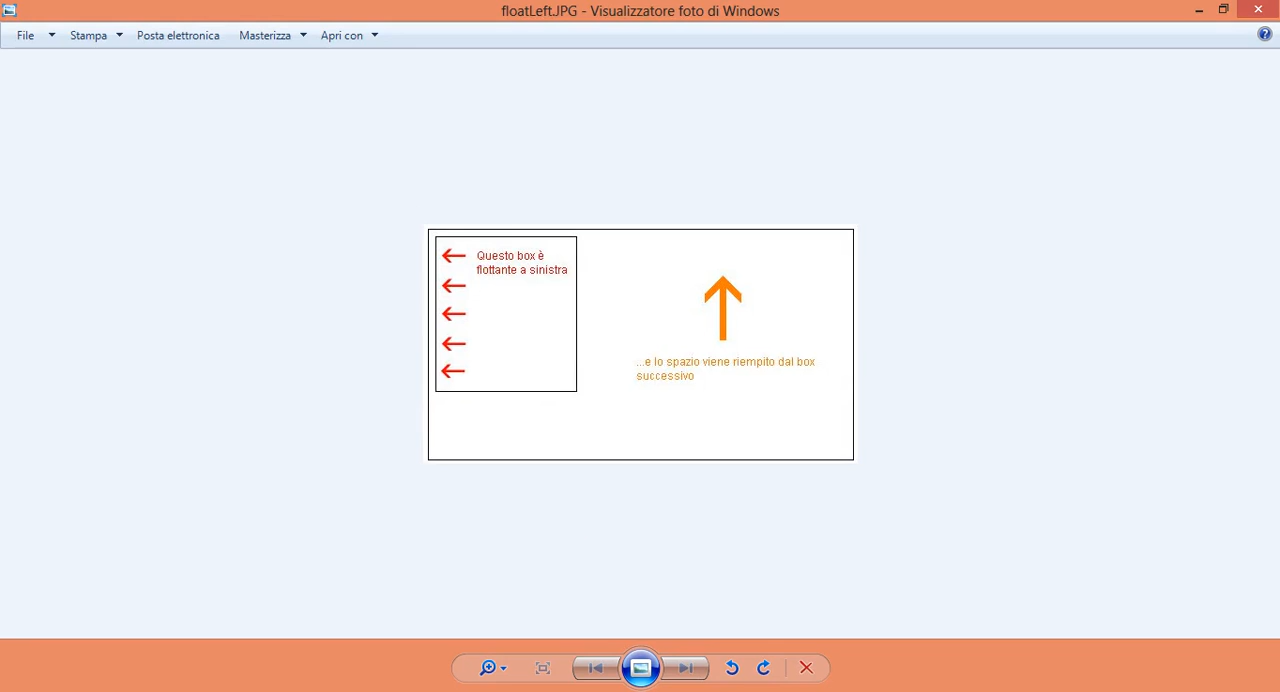 floatLeft.JPG - Visualizzatore foto di Windows
File Stampa Posta elettronica Masterizza Apri con
Questo box è
flottante a sinistra
...e lo spazio viene riempito dal box
successivo